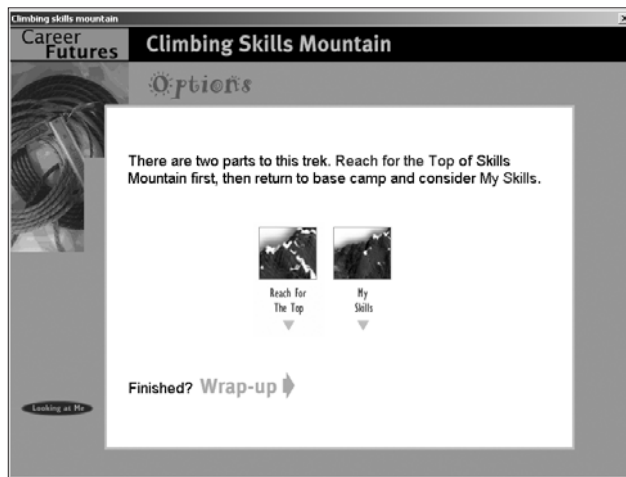 Climbing skills mountain
Career
Futures
Climbing Skills Mountain
Options
There are two parts to this trek. Reach for the Top of Skills
Mountain first, then return to base camp and consider My Skills.
Reach For
The Top
My
Skills
Finished? Wrap-up
Looking at Me